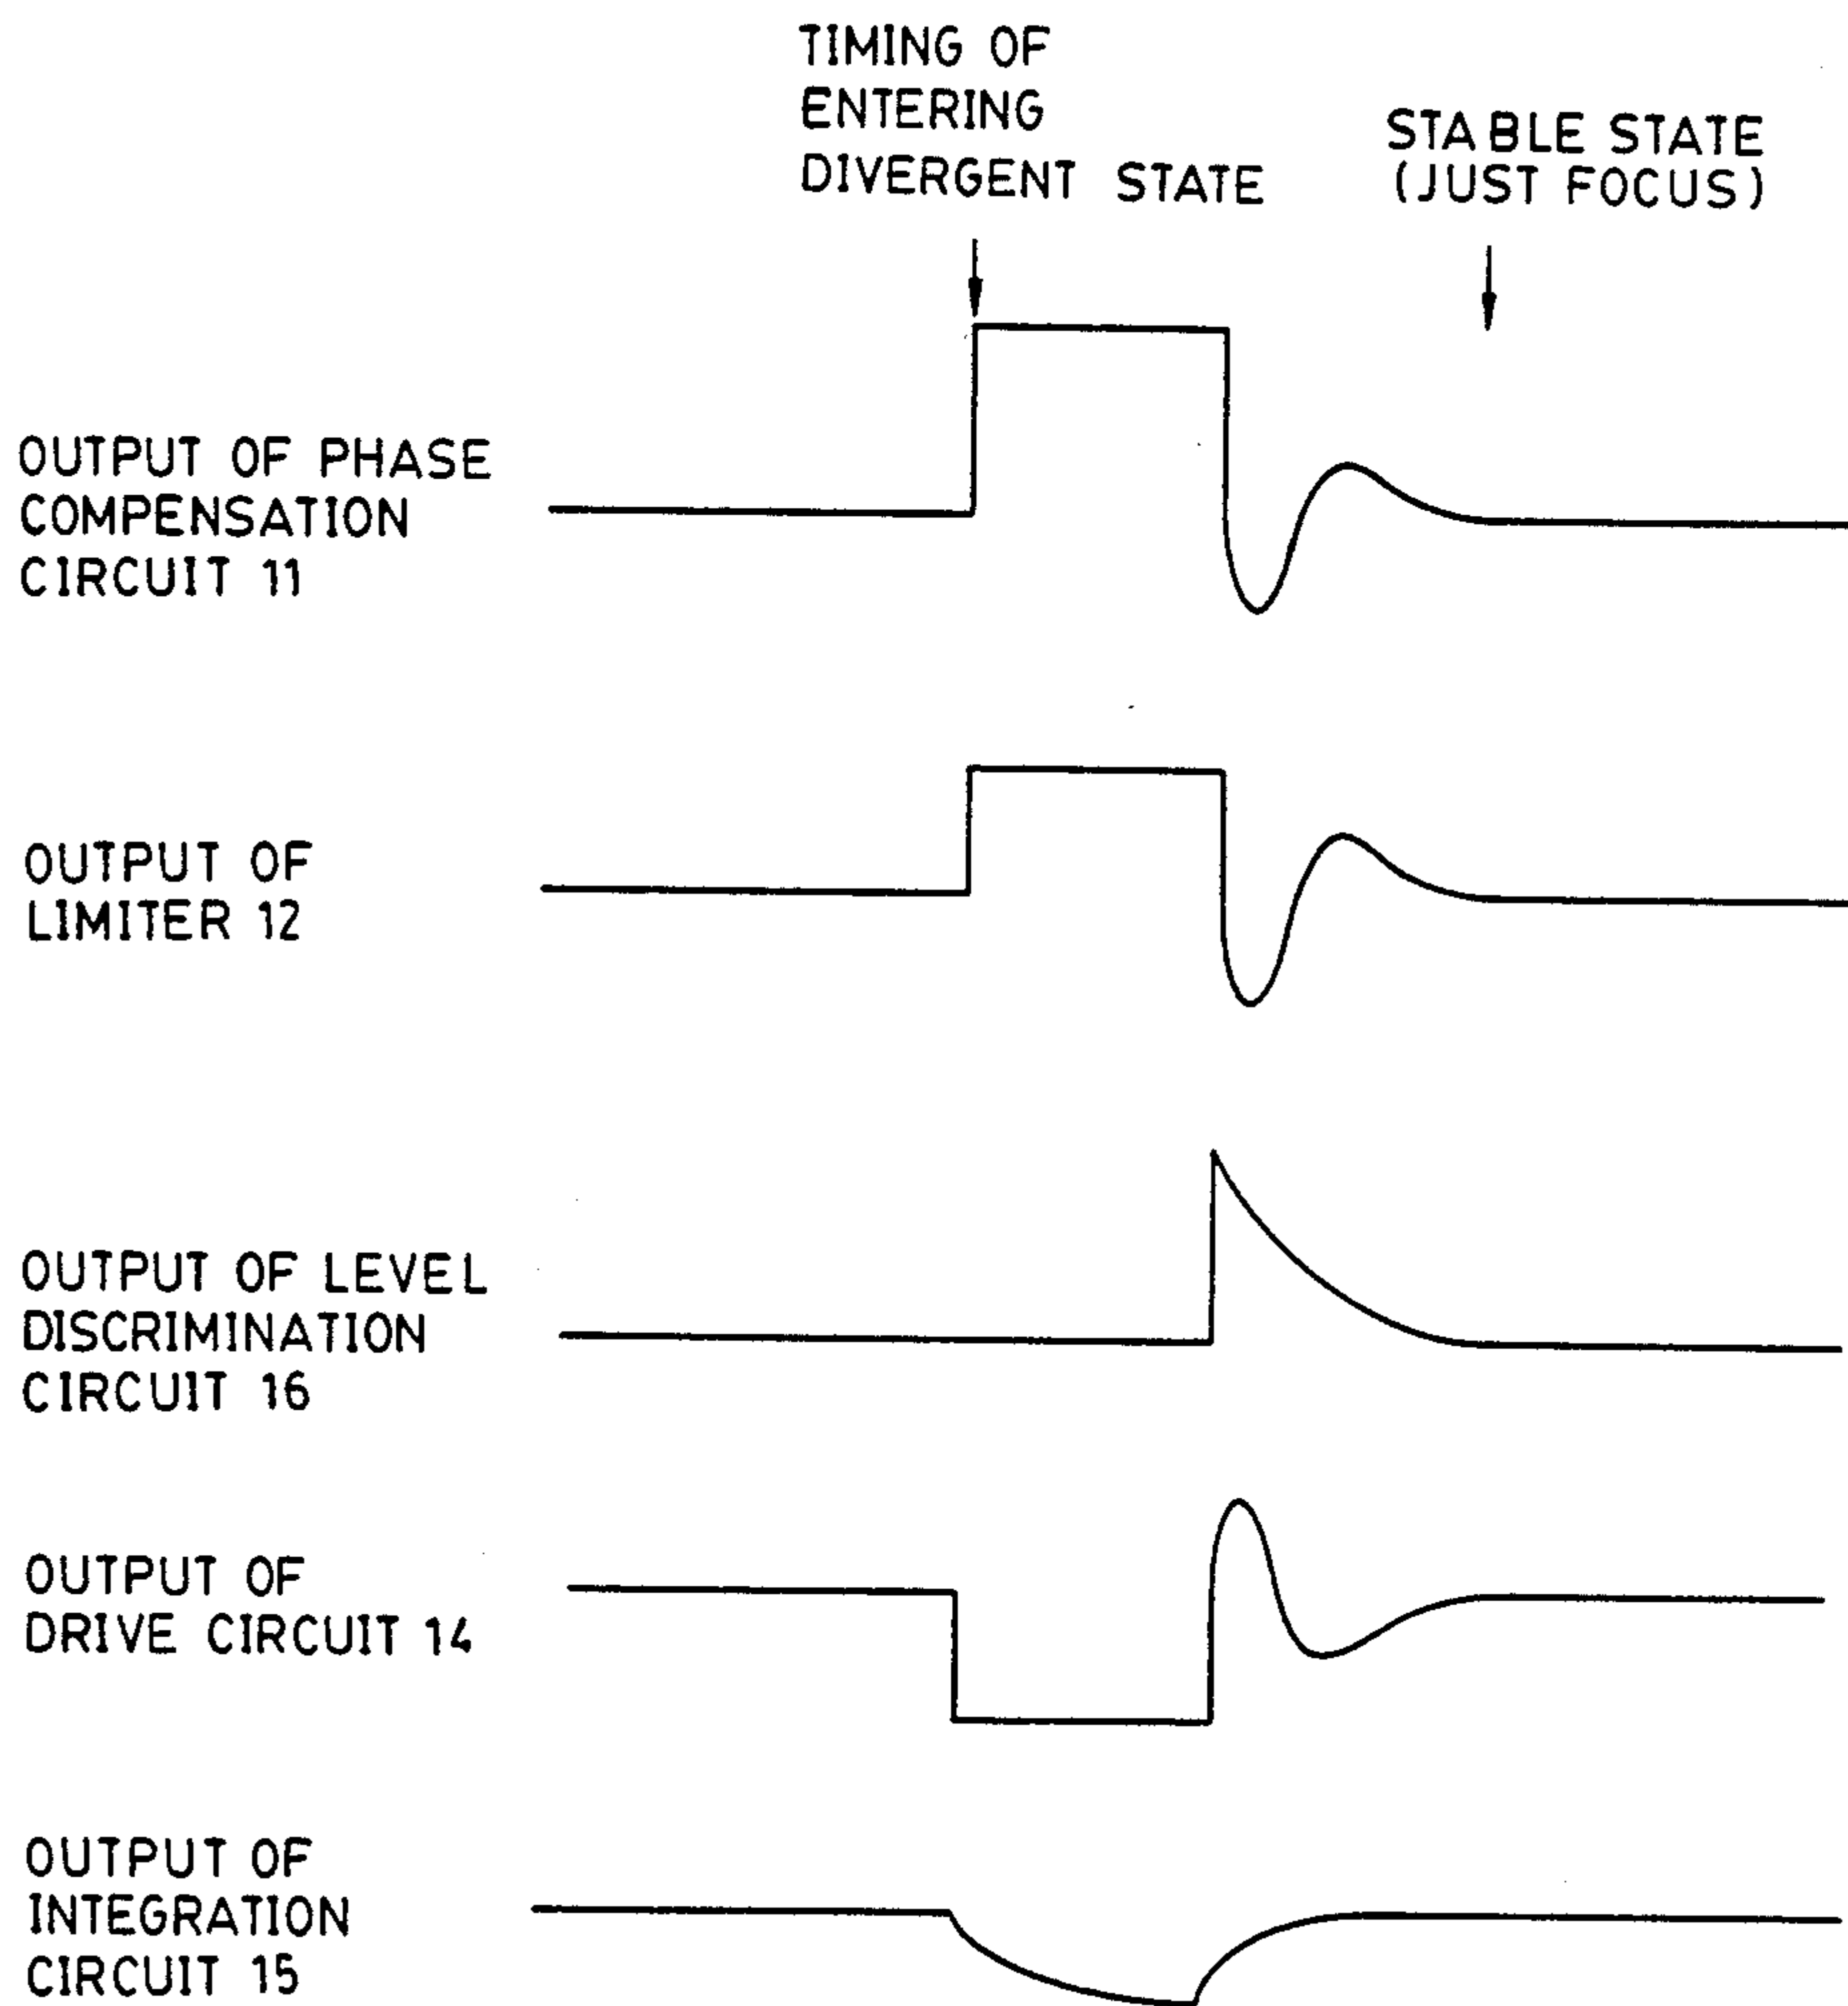 TIMING OF
ENTERING
DIVERGENT STATE
STABLE STATE
(JUST FOCUS)
OUTPUT OF PHASE
COMPENSATION
CIRCUIT 11
OUTPUT OF
LIMITER 12
OUTPUT OF LEVEL
DISCRIMINATION
CIRCUIT 16
OUTPUT OF
DRIVE CIRCUIT 14
OUTPUT OF
INTEGRATION
CIRCUIT 15